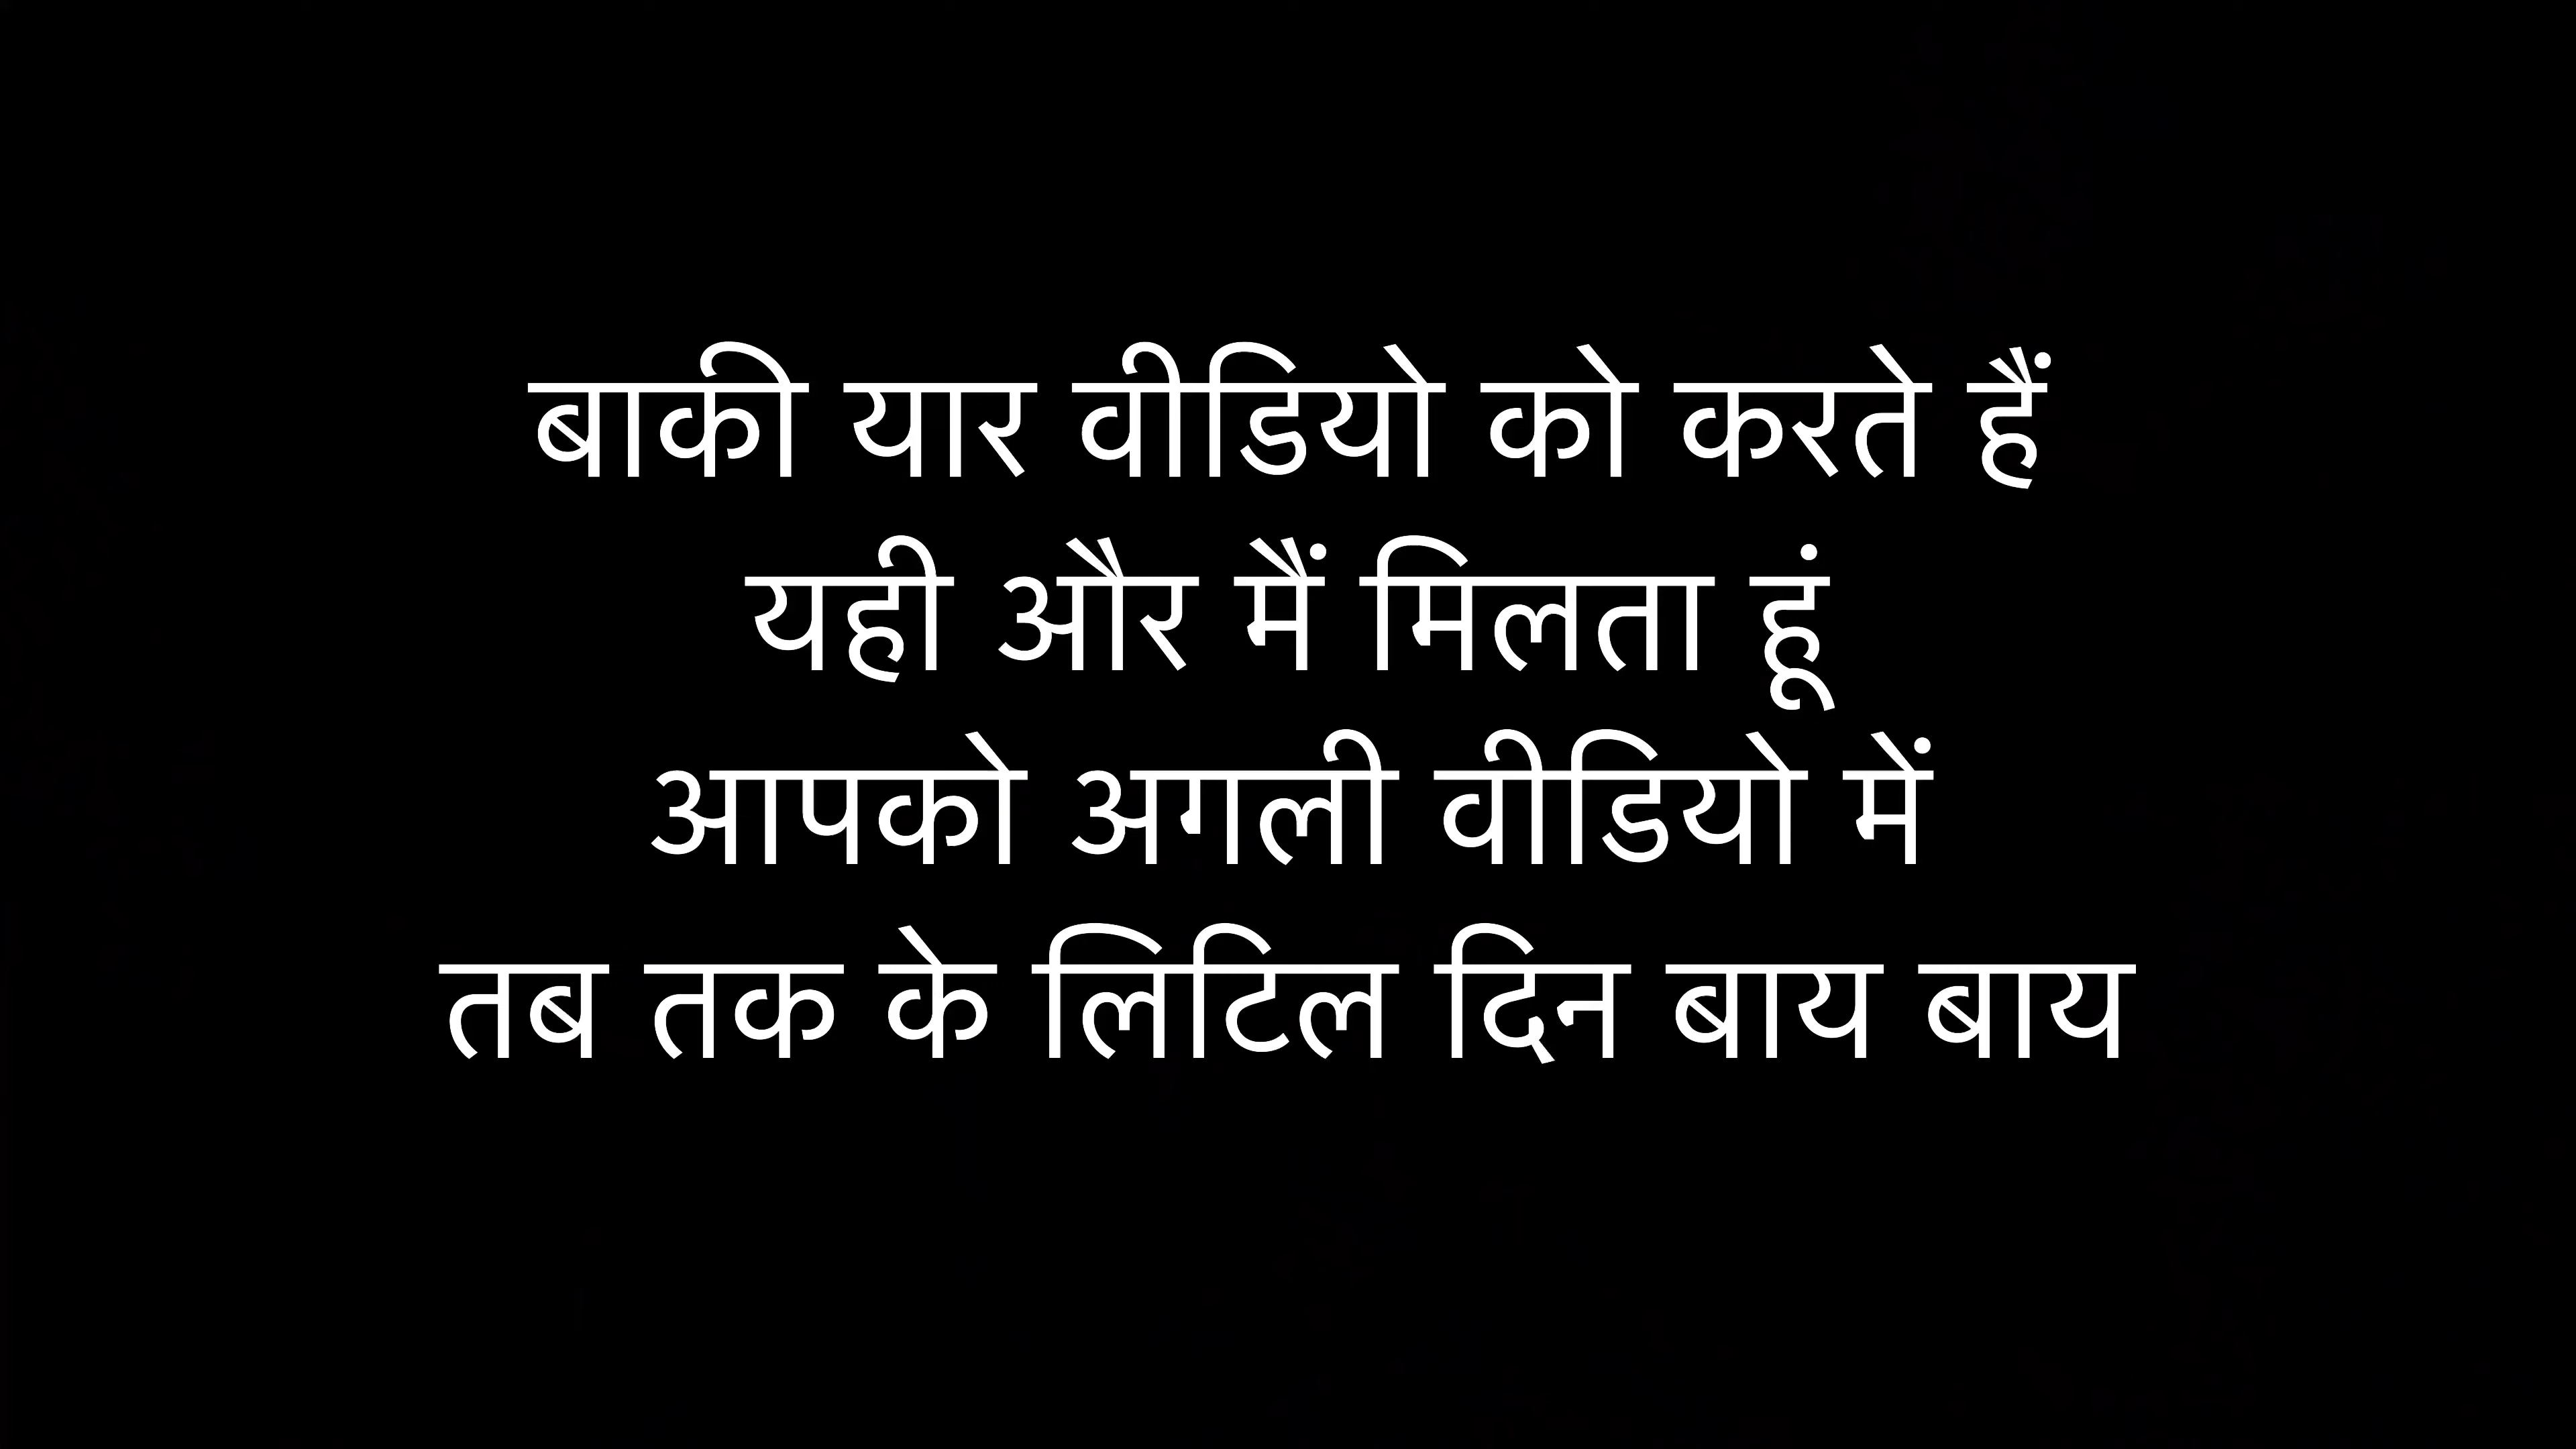 बाकी यार वीडियो को करते हैं
यही और मैं मिलता हूं
आपको अगली वीडियो में
तब तक के लिटिल दिन बाय बाय